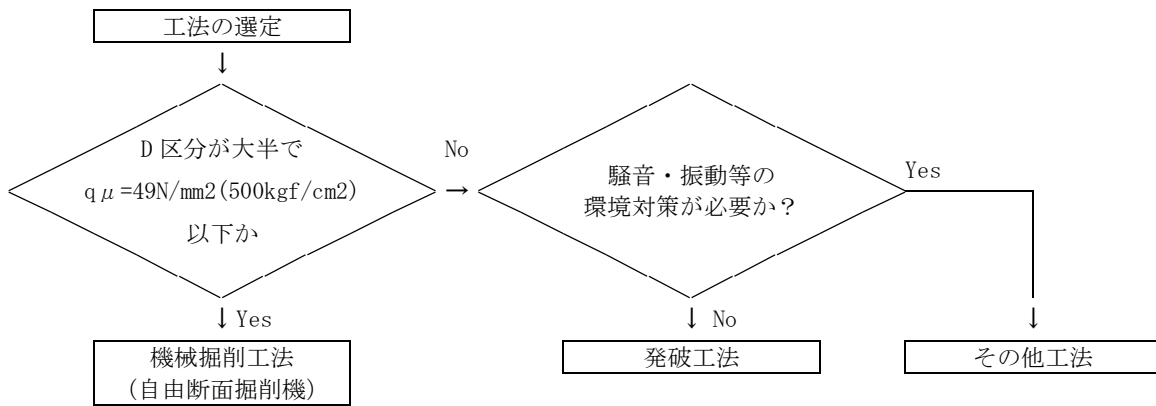 工法の選定
↓
D 区分が大半で
qμ=49N/mm2(500kgf/cm2)
以下か
No
→
騒音・振動等の
環境対策が必要か？
Yes
↓ Yes
↓ No
↓
機械掘削工法
(自由断面掘削機)
発破工法
その他工法